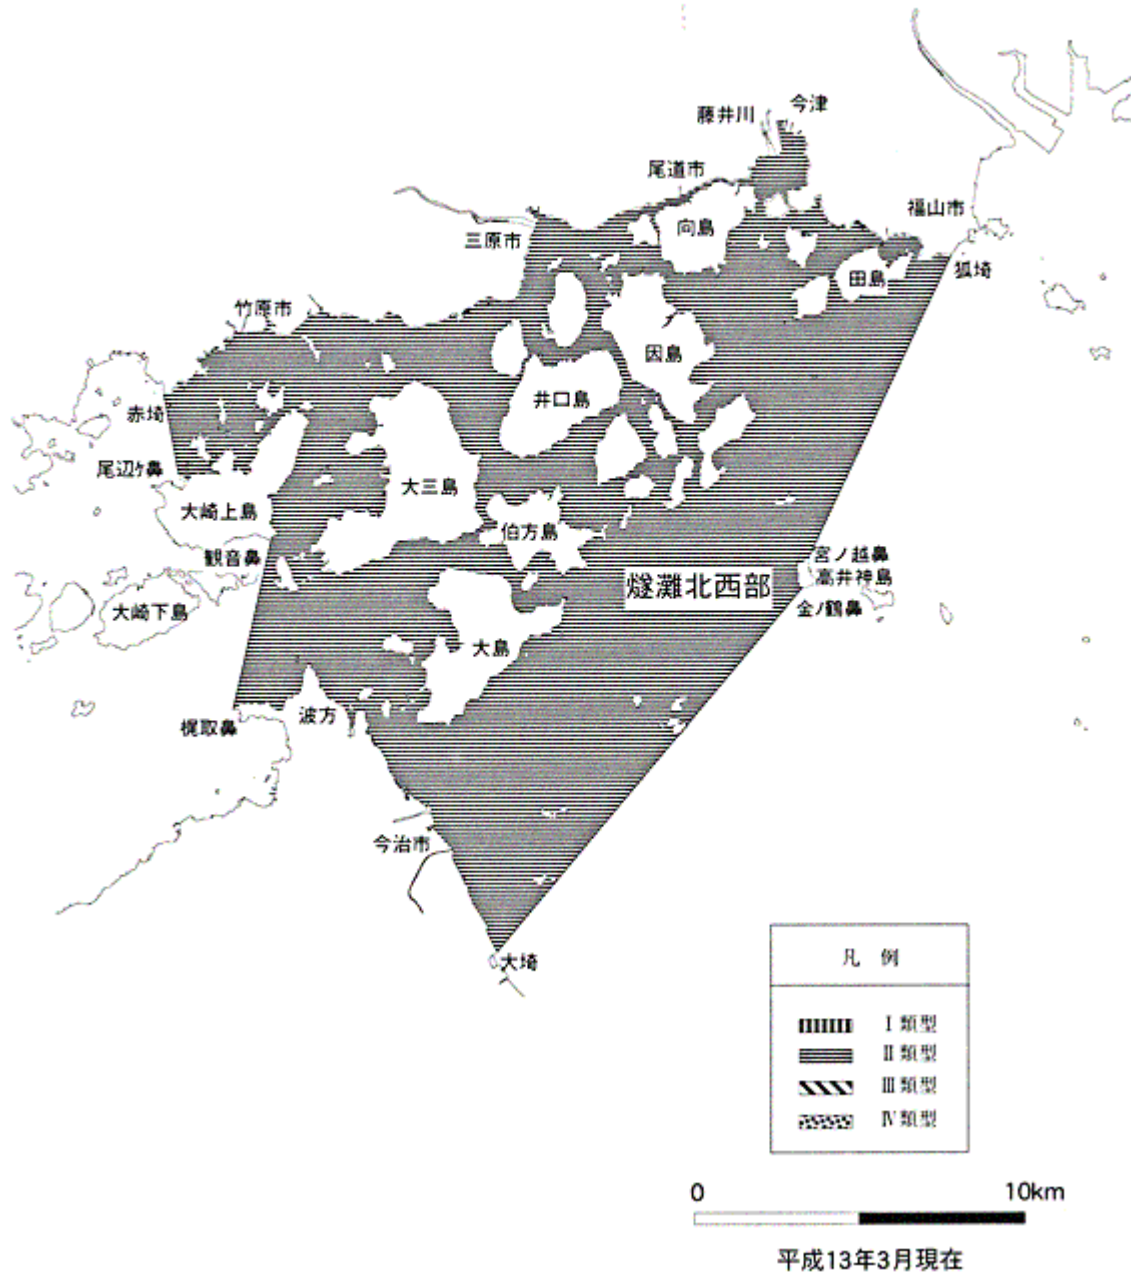 今津
藤井川
尾道市
福山市
向島
三原市
狐埼
田島
竹原市
因島
井口島
赤埼
尾辺ヶ鼻
大三島
大崎上島
伯方島
観音鼻
宮ノ越鼻
高井神島
燧灘北西部
大崎下島
金ノ鶴鼻
大島
波方
梶取鼻
今治市
大埼
凡 例
Ⅰ類型
Ⅱ類型
Ⅲ類型
Ⅳ類型
0 10km
平成13年3月現在